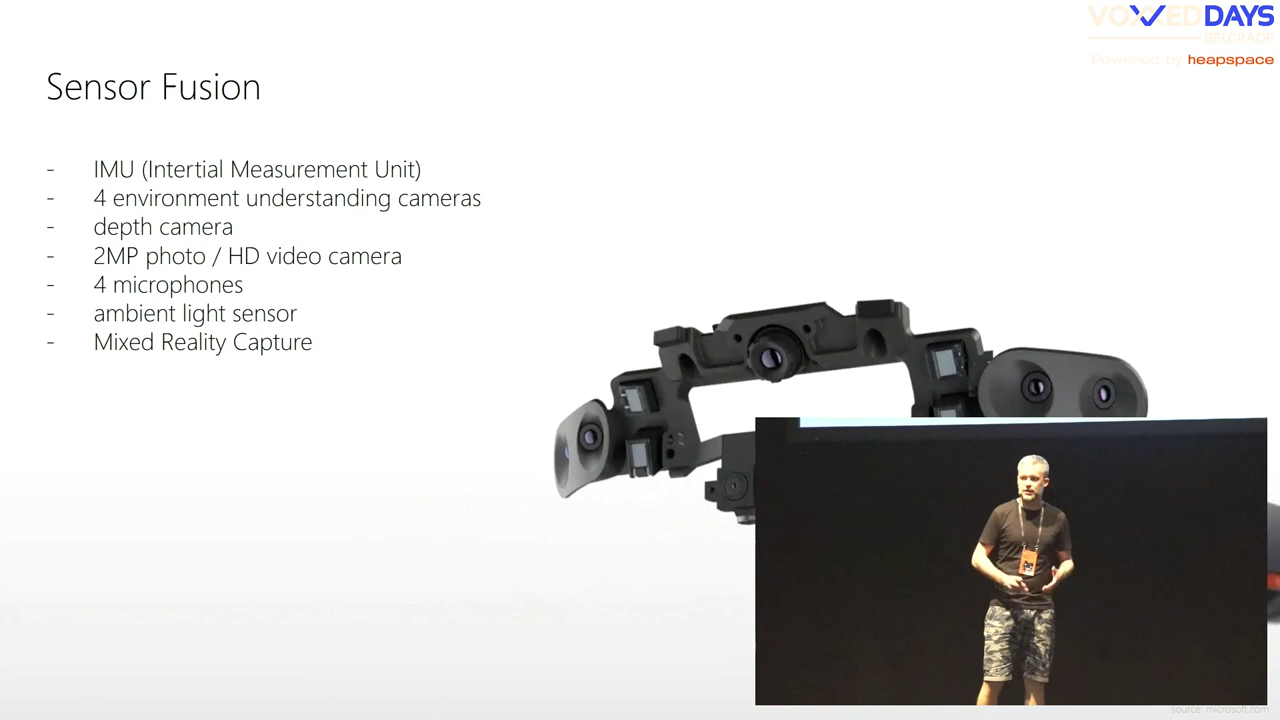 VOXXED DAYS
BELGRADE
Powered by heapspace
Sensor Fusion
- IMU (Intertial Measurement Unit)
- 4 environment understanding cameras
- depth camera
- 2MP photo / HD video camera
- 4 microphones
- ambient light sensor
- Mixed Reality Capture
source: microsoft.com